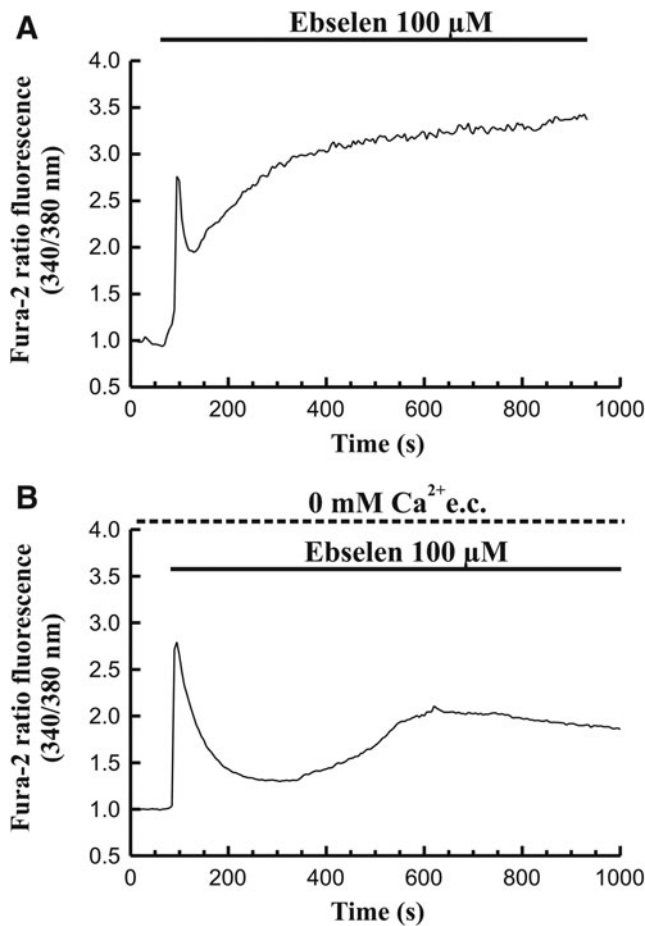 A
Ebselen 100 µM
Fura-2 ratio fluorescence
(340/380 nm)
4.0
3.5
3.0
2.5
2.0
1.5
1.0
0.5
0 200 400 600 800 1000
Time (s)
B
0 mM Ca²⁺e.c.
Ebselen 100 µM
Fura-2 ratio fluorescence
(340/380 nm)
4.0
3.5
3.0
2.5
2.0
1.5
1.0
0.5
0 200 400 600 800 1000
Time (s)